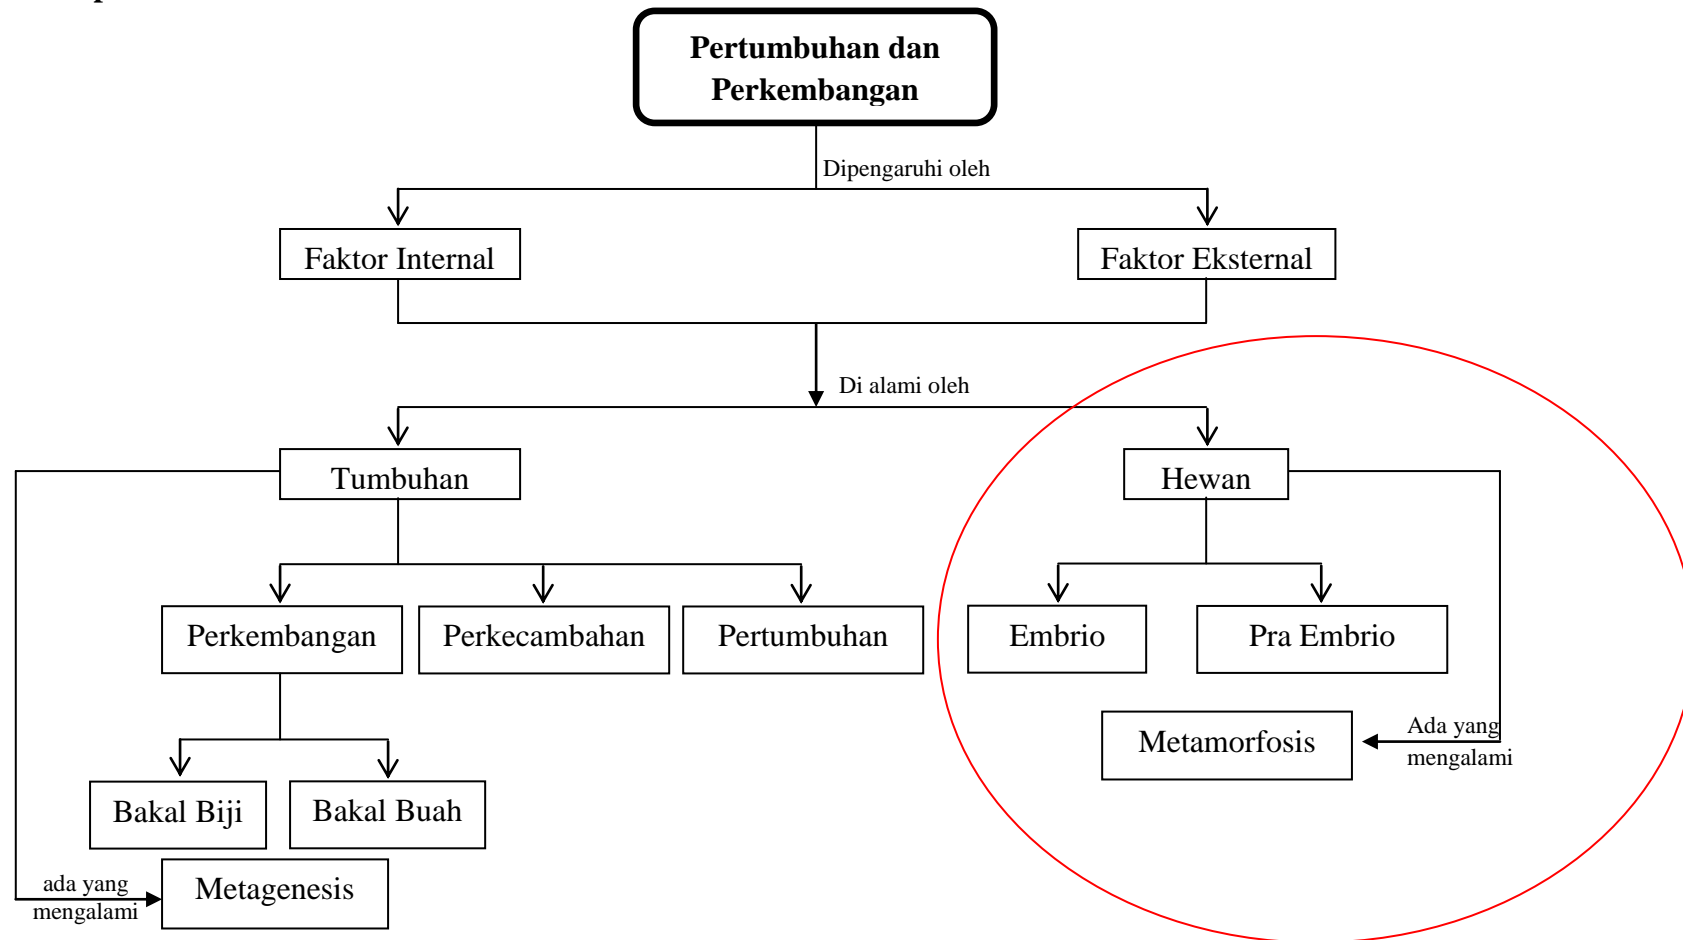 Pertumbuhan dan
Perkembangan
Dipengaruhi oleh
Faktor Internal
Faktor Eksternal
Di alami oleh
Tumbuhan
Hewan
Perkembangan
Perkecambahan
Pertumbuhan
Embrio
Pra Embrio
Metamorfosis
Ada yang
mengalami
Bakal Biji
Bakal Buah
ada yang
mengalami
Metagenesis